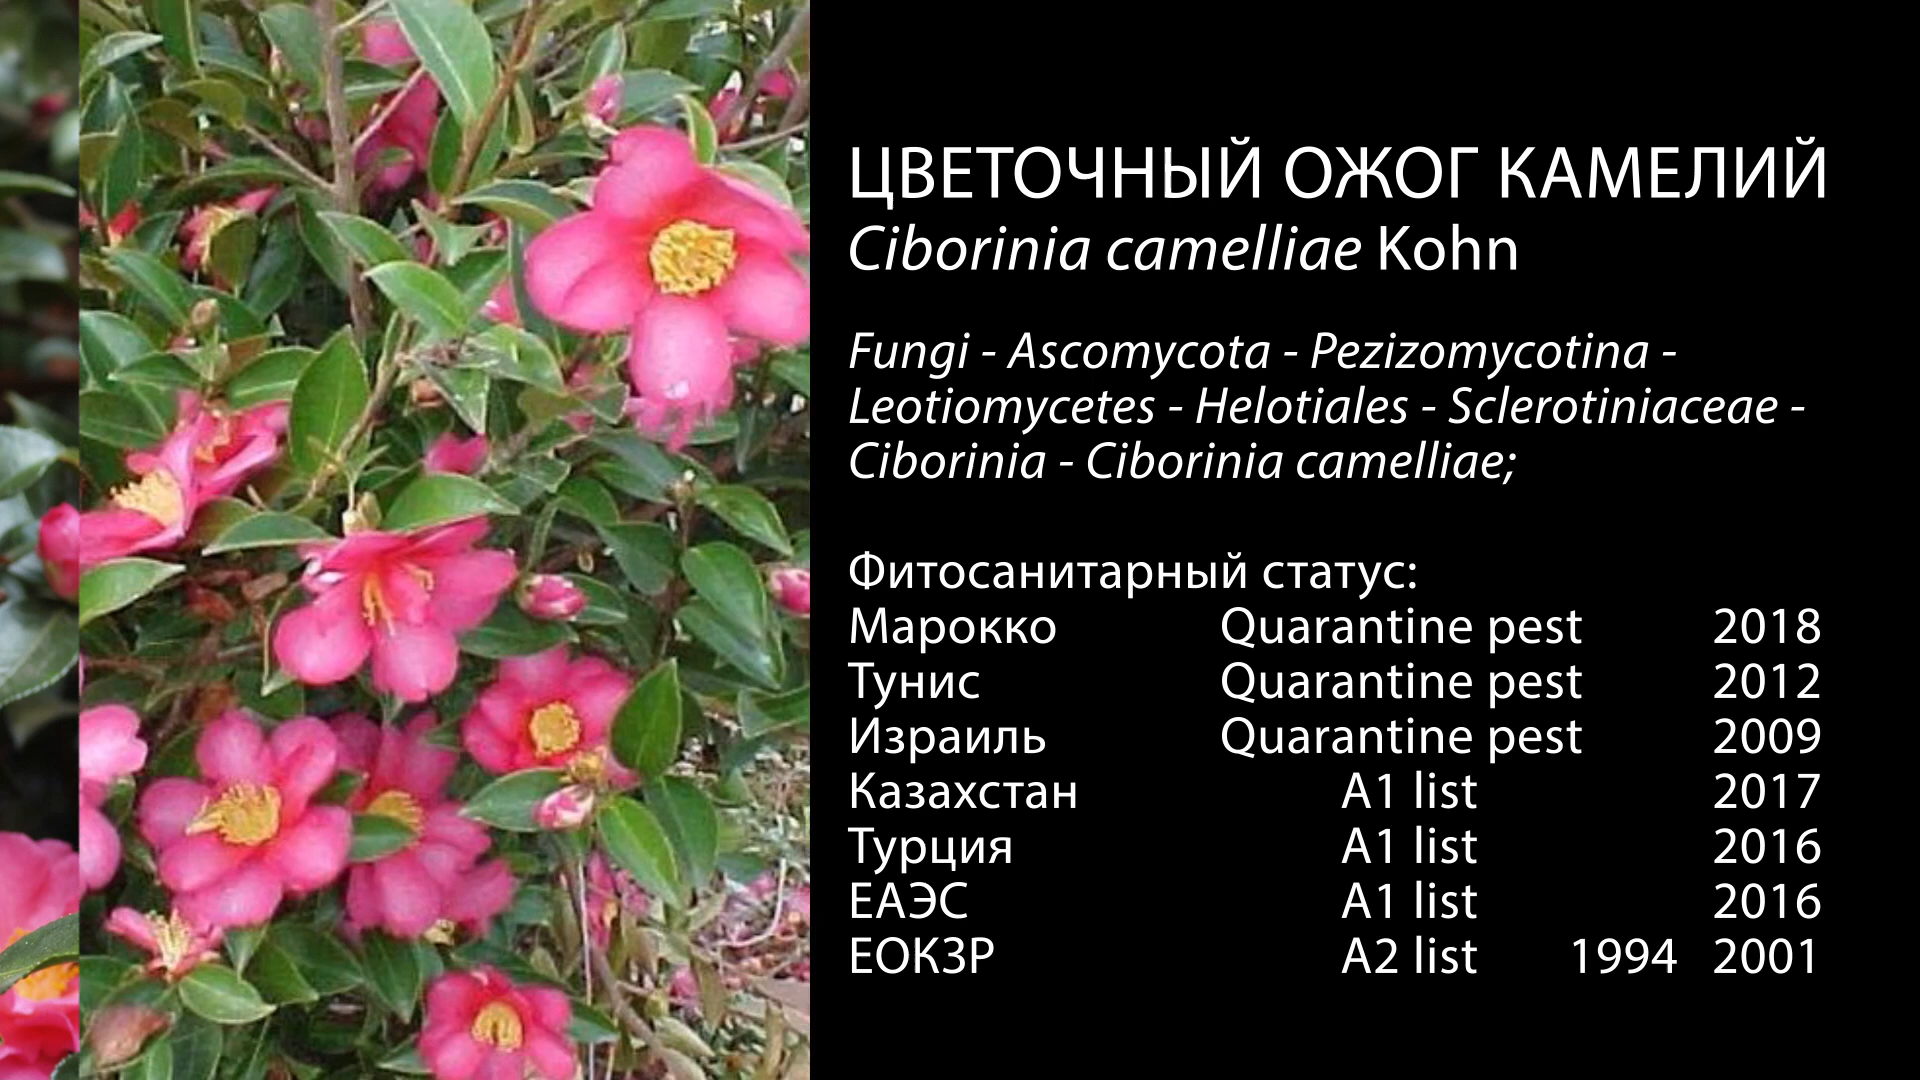 ЦВЕТОЧНЫЙ ОЖОГ КАМЕЛИЙ
Ciborinia camelliae Kohn
Fungi - Ascomycota - Pezizomycotina -
Leotiomycetes - Helotiales - Sclerotiniaceae -
Ciborinia - Ciborinia camelliae;
Фитосанитарный статус:
Марокко Quarantine pest 2018
Тунис Quarantine pest 2012
Израиль Quarantine pest 2009
Казахстан A1 list 2017
Турция A1 list 2016
ЕАЭС A1 list 2016
ЕОКЗР A2 list 1994 2001